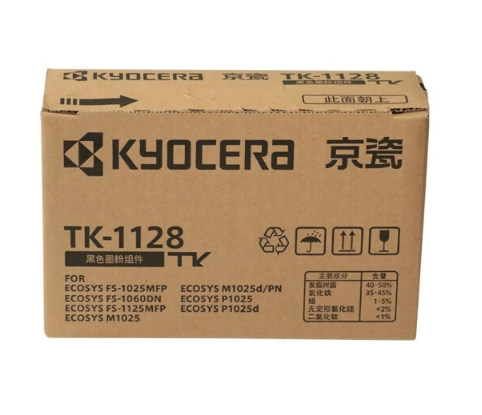 KYOCERA 京瓷 TK-1128
此面朝上
KYOCERA 京瓷
TK-1128
黑色墨粉组件 TK
FOR
ECOSYS FS-1025MFP ECOSYS M1025d/PN
ECOSYS FS-1060DN ECOSYS P1025
ECOSYS FS-1125MFP ECOSYS P1025d
ECOSYS M1025
主要成分 含量
聚酯树脂 40-50%
氧化铁 35-45%
蜡 1-5%
无定形氧化硅 <2%
二氧化钛 <1%